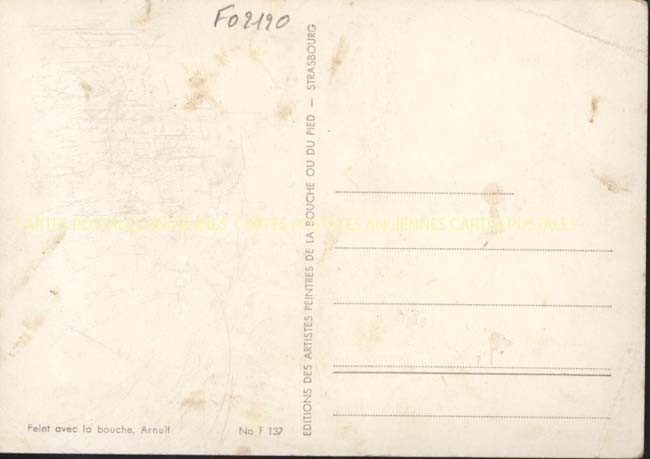 F02190
EDITIONS DES ARTISTES PEINTRES DE LA BOUCHE OU DU PIED — STRASBOURG
CARTES POSTALES ANCIENNES CARTES POSTALES ANCIENNES CARTES POSTALES
Peint avec la bouche, Arnulf No F 137